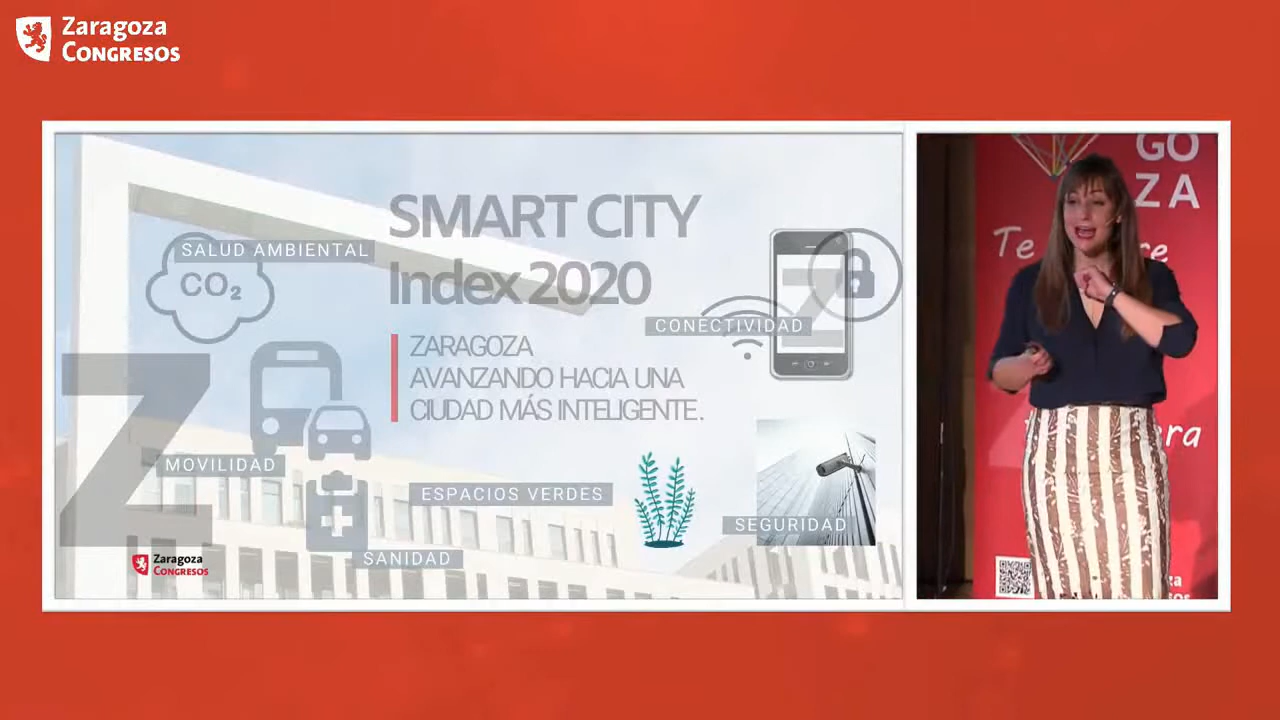 Zaragoza
CONGRESOS
SMART CITY
Index 2020
SALUD AMBIENTAL
CO₂
Z
CONECTIVIDAD
ZARAGOZA
AVANZANDO HACIA UNA
CIUDAD MÁS INTELIGENTE.
Z
MOVILIDAD
ESPACIOS VERDES
SEGURIDAD
SANIDAD
Zaragoza
CONGRESOS
GO
ZA
Te